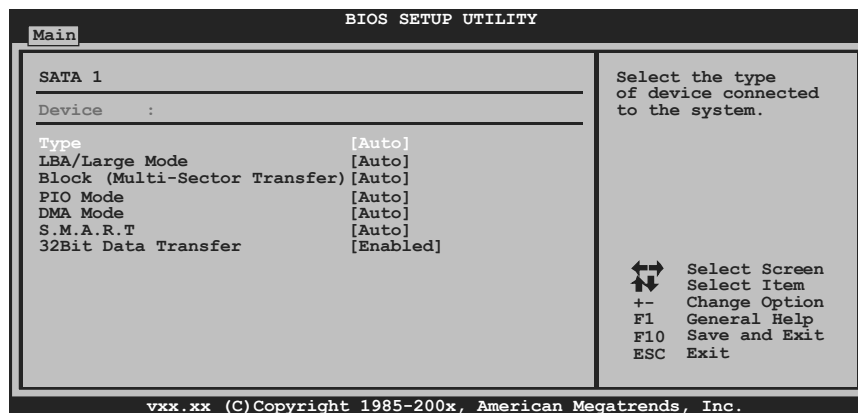 BIOS SETUP UTILITY
Main
SATA 1
Device :
Type [Auto]
LBA/Large Mode [Auto]
Block (Multi-Sector Transfer)[Auto]
PIO Mode [Auto]
DMA Mode [Auto]
S.M.A.R.T [Auto]
32Bit Data Transfer [Enabled]
Select the type
of device connected
to the system.
Select Screen
Select Item
+- Change Option
F1 General Help
F10 Save and Exit
ESC Exit
vxx.xx (C)Copyright 1985-200x, American Megatrends, Inc.